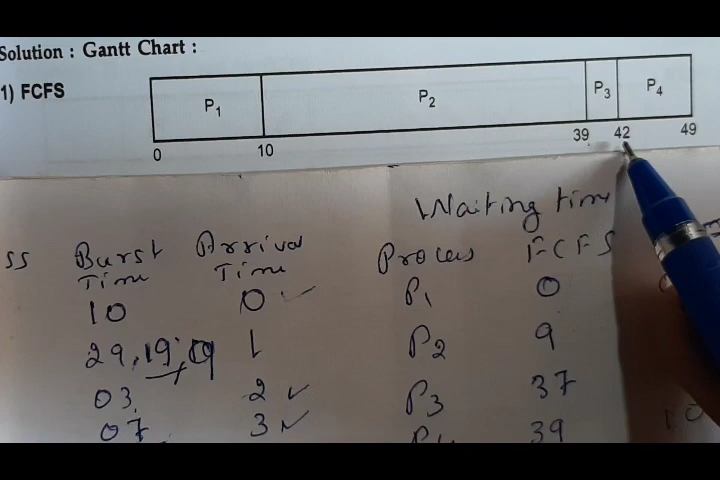 Solution : Gantt Chart :
1) FCFS
P1 P2 P3 P4
0 10 39 42 49
Waiting time
ss Burst Time Arrival Time Process FCFS
10 0 P1 0
29, 19, 1 P2 9
03 2 P3 37
07 3 P4 39